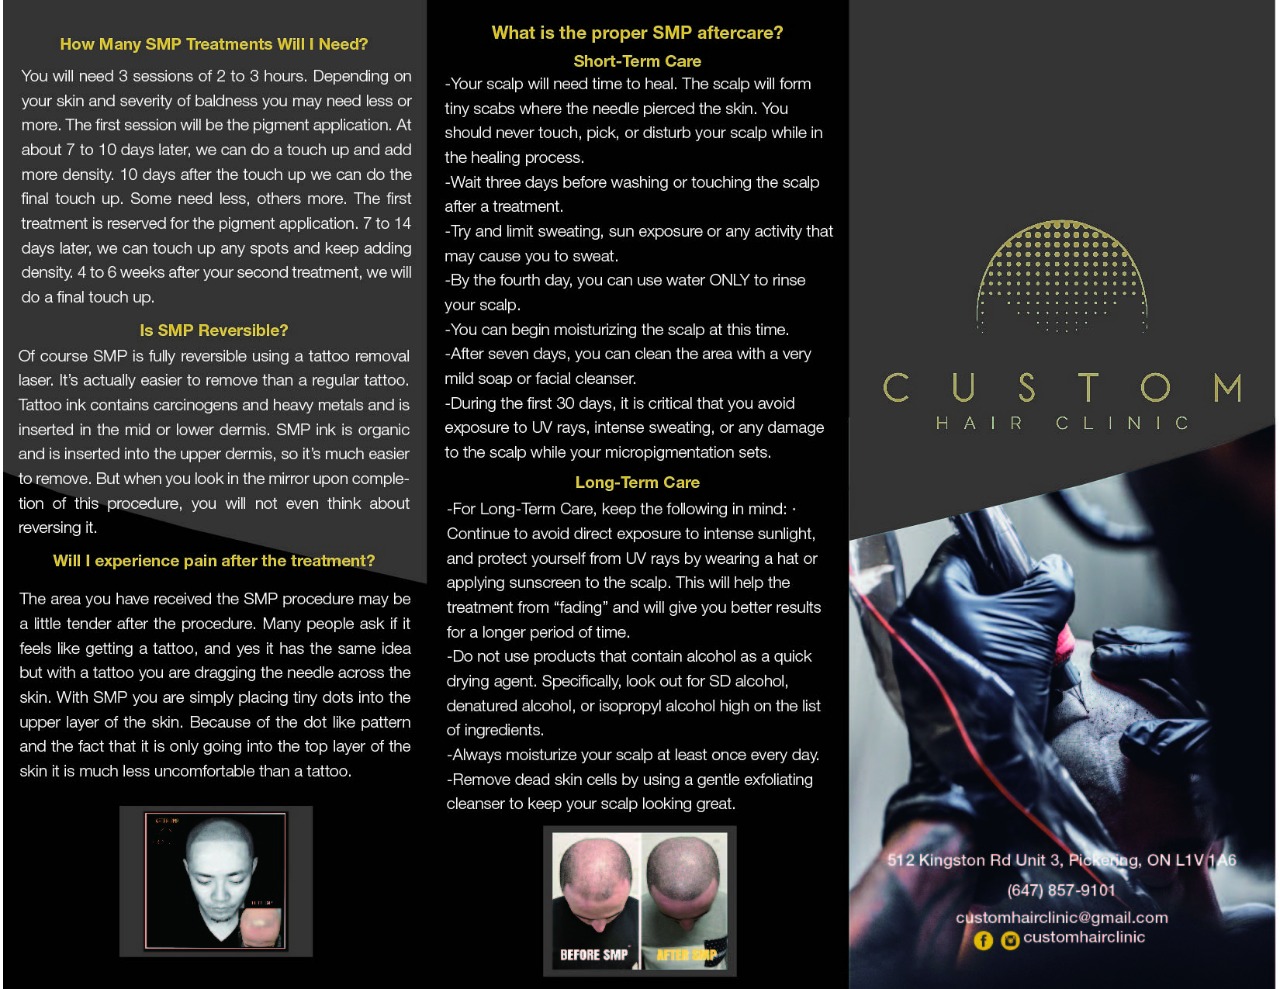 How Many SMP Treatments Will I Need?
You will need 3 sessions of 2 to 3 hours. Depending on
your skin and severity of baldness you may need less or
more. The first session will be the pigment application. At
about 7 to 10 days later, we can do a touch up and add
more density. 10 days after the touch up we can do the
final touch up. Some need less, others more. The first
treatment is reserved for the pigment application. 7 to 14
days later, we can touch up any spots and keep adding
density. 4 to 6 weeks after your second treatment, we will
do a final touch up.
Is SMP Reversible?
Of course SMP is fully reversible using a tattoo removal
laser. It's actually easier to remove than a regular tattoo.
Tattoo ink contains carcinogens and heavy metals and is
inserted in the mid or lower dermis. SMP ink is organic
and is inserted into the upper dermis, so it's much easier
to remove. But when you look in the mirror upon comple-
tion of this procedure, you will not even think about
reversing it.
Will I experience pain after the treatment?
The area you have received the SMP procedure may be
a little tender after the procedure. Many people ask if it
feels like getting a tattoo, and yes it has the same idea
but with a tattoo you are dragging the needle across the
skin. With SMP you are simply placing tiny dots into the
upper layer of the skin. Because of the dot like pattern
and the fact that it is only going into the top layer of the
skin it is much less uncomfortable than a tattoo.
What is the proper SMP aftercare?
Short-Term Care
-Your scalp will need time to heal. The scalp will form
tiny scabs where the needle pierced the skin. You
should never touch, pick, or disturb your scalp while in
the healing process.
-Wait three days before washing or touching the scalp
after a treatment.
-Try and limit sweating, sun exposure or any activity that
may cause you to sweat.
-By the fourth day, you can use water ONLY to rinse
your scalp.
-You can begin moisturizing the scalp at this time.
-After seven days, you can clean the area with a very
mild soap or facial cleanser.
-During the first 30 days, it is critical that you avoid
exposure to UV rays, intense sweating, or any damage
to the scalp while your micropigmentation sets.
Long-Term Care
-For Long-Term Care, keep the following in mind: ·
Continue to avoid direct exposure to intense sunlight,
and protect yourself from UV rays by wearing a hat or
applying sunscreen to the scalp. This will help the
treatment from “fading” and will give you better results
for a longer period of time.
-Do not use products that contain alcohol as a quick
drying agent. Specifically, look out for SD alcohol,
denatured alcohol, or isopropyl alcohol high on the list
of ingredients.
-Always moisturize your scalp at least once every day.
-Remove dead skin cells by using a gentle exfoliating
cleanser to keep your scalp looking great.
BEFORE SMP
AFTER SMP
CUSTOM
HAIR CLINIC
512 Kingston Rd Unit 3, Pickering, ON L1V 1A6
(647) 857-9101
customhairclinic@gmail.com
customhairclinic